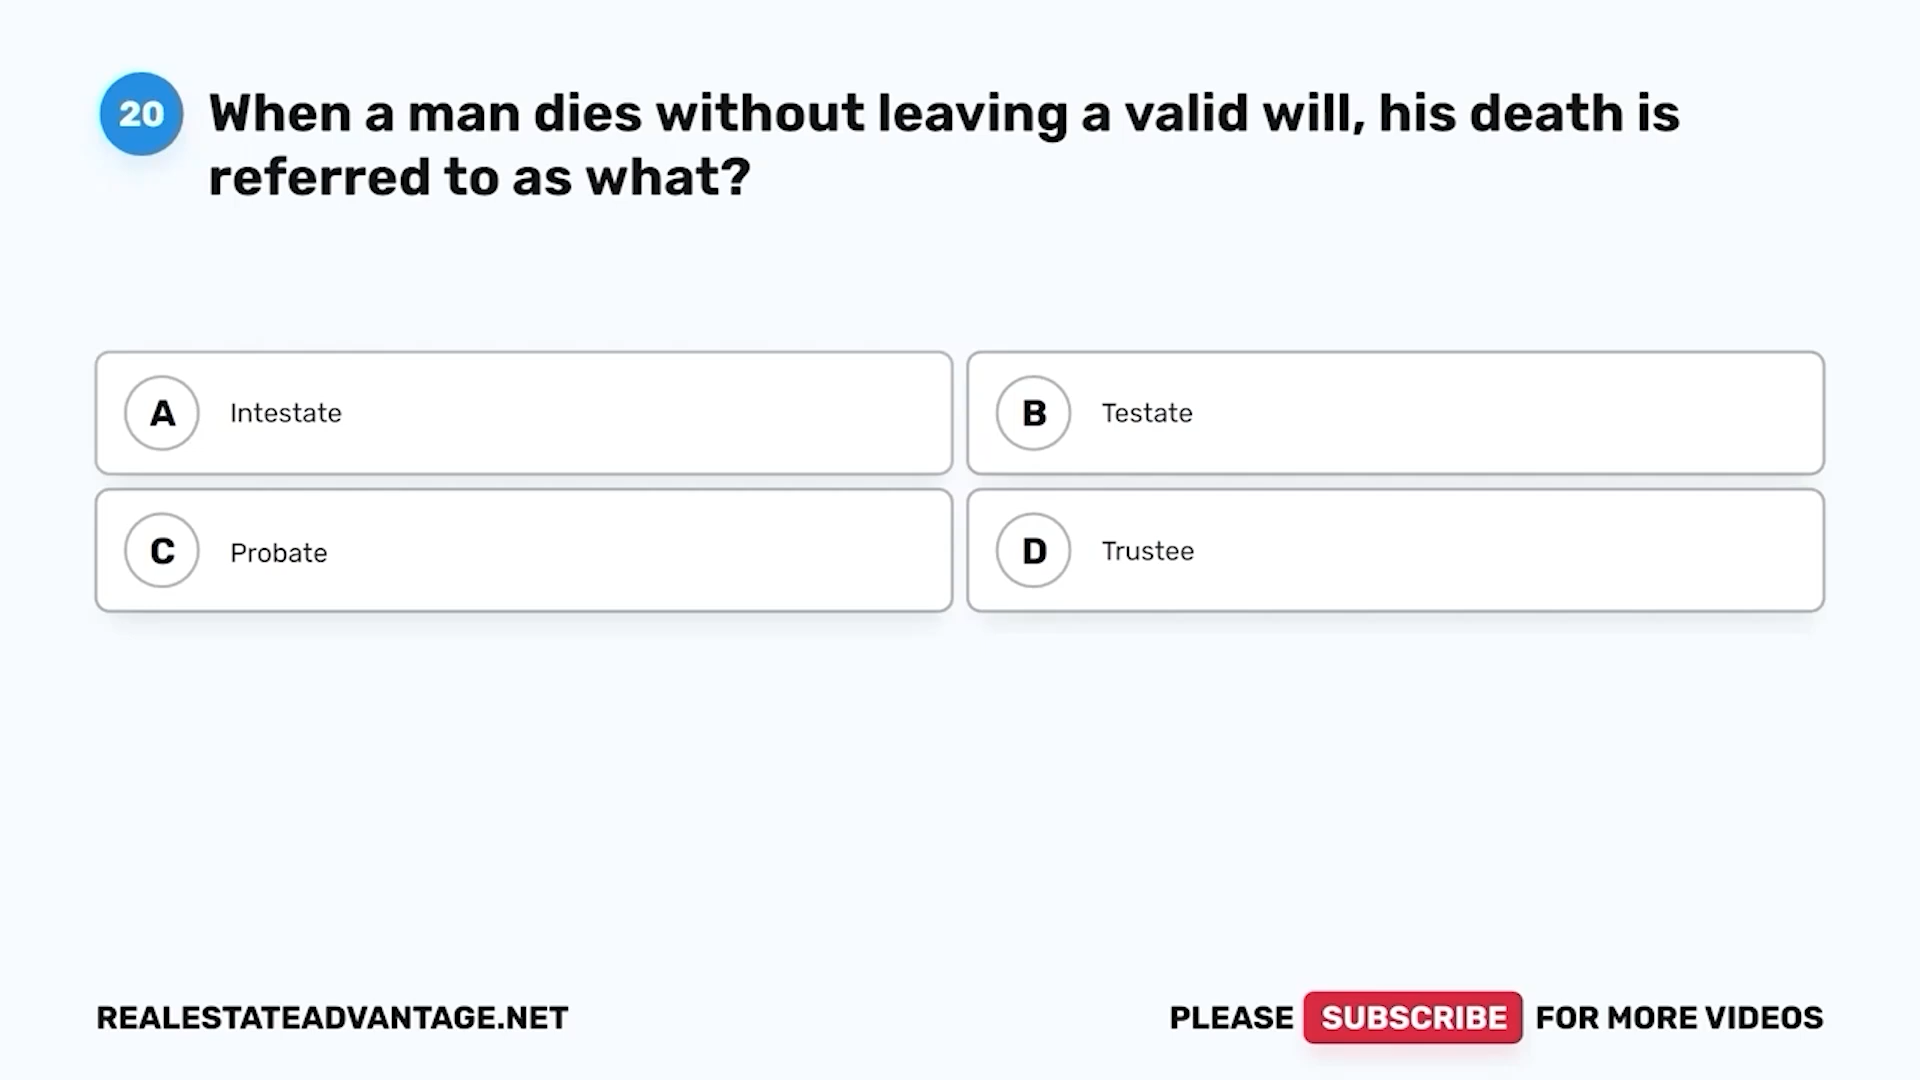 20
When a man dies without leaving a valid will, his death is
referred to as what?
A Intestate
B Testate
C Probate
D Trustee
REALESTATEADVANTAGE.NET
PLEASE SUBSCRIBE FOR MORE VIDEOS